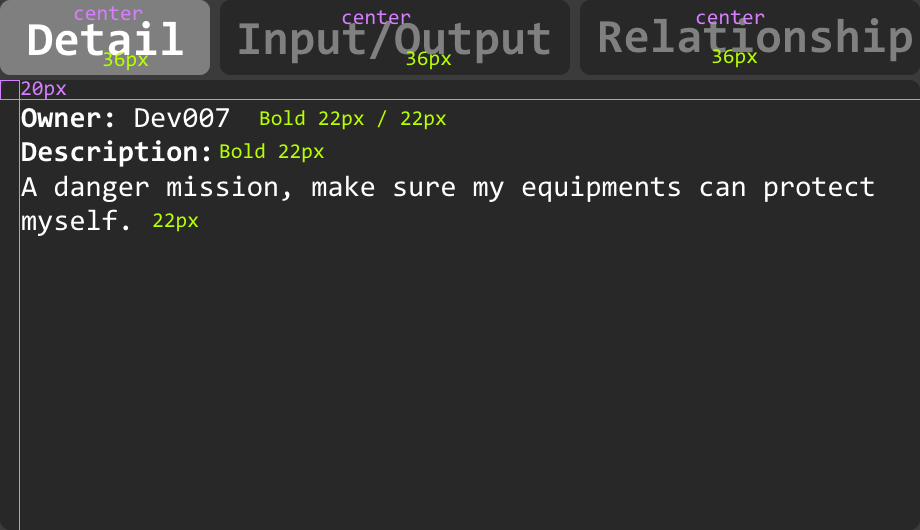 center center center
Detail Input/Output Relationship
36px 36px 36px
20px
Owner: Dev007 Bold 22px / 22px
Description: Bold 22px
A danger mission, make sure my equipments can protect
myself. 22px